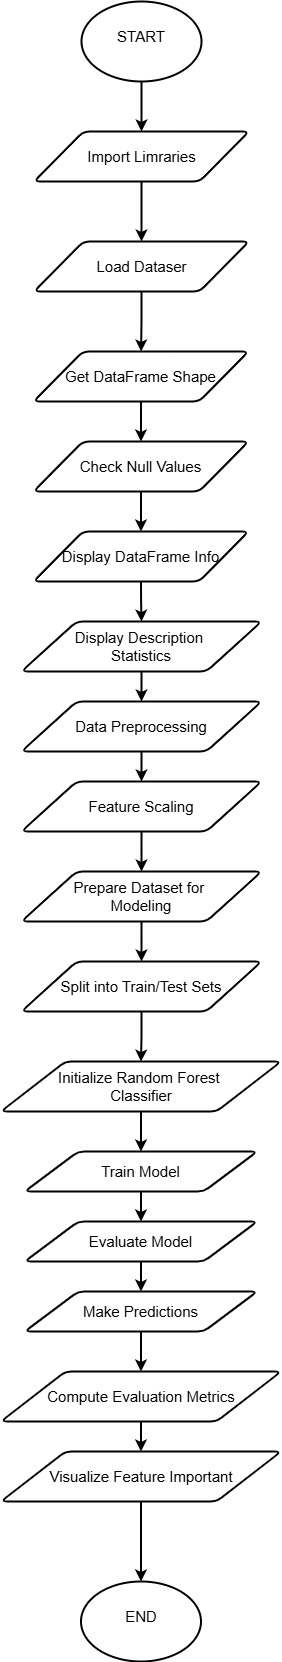 START
Import Limraries
Load Dataser
Get DataFrame Shape
Check Null Values
Display DataFrame Info
Display Description
Statistics
Data Preprocessing
Feature Scaling
Prepare Dataset for
Modeling
Split into Train/Test Sets
Initialize Random Forest
Classifier
Train Model
Evaluate Model
Make Predictions
Compute Evaluation Metrics
Visualize Feature Important
END